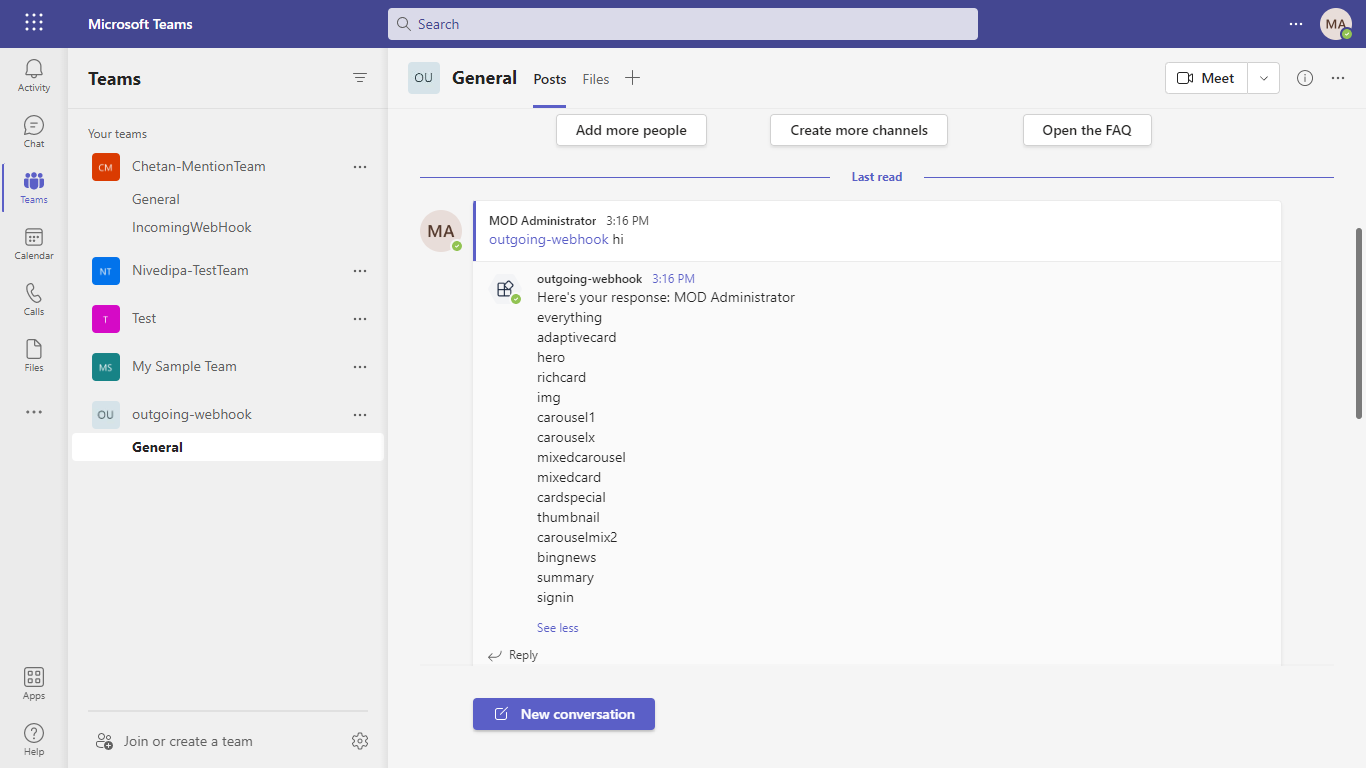 Microsoft Teams
Search
MA
Activity
Chat
Teams
Calendar
Calls
Files
Apps
Help
Teams
Your teams
CM Chetan-MentionTeam
General
IncomingWebHook
NT Nivedipa-TestTeam
T Test
MS My Sample Team
OU outgoing-webhook
General
Join or create a team
OU General Posts Files
Meet
Add more people Create more channels Open the FAQ
Last read
MA
MOD Administrator 3:16 PM
outgoing-webhook hi
outgoing-webhook 3:16 PM
Here's your response: MOD Administrator
everything
adaptivecard
hero
richcard
img
carousel1
carouselx
mixedcarousel
mixedcard
cardspecial
thumbnail
carouselmix2
bingnews
summary
signin
See less
Reply
New conversation